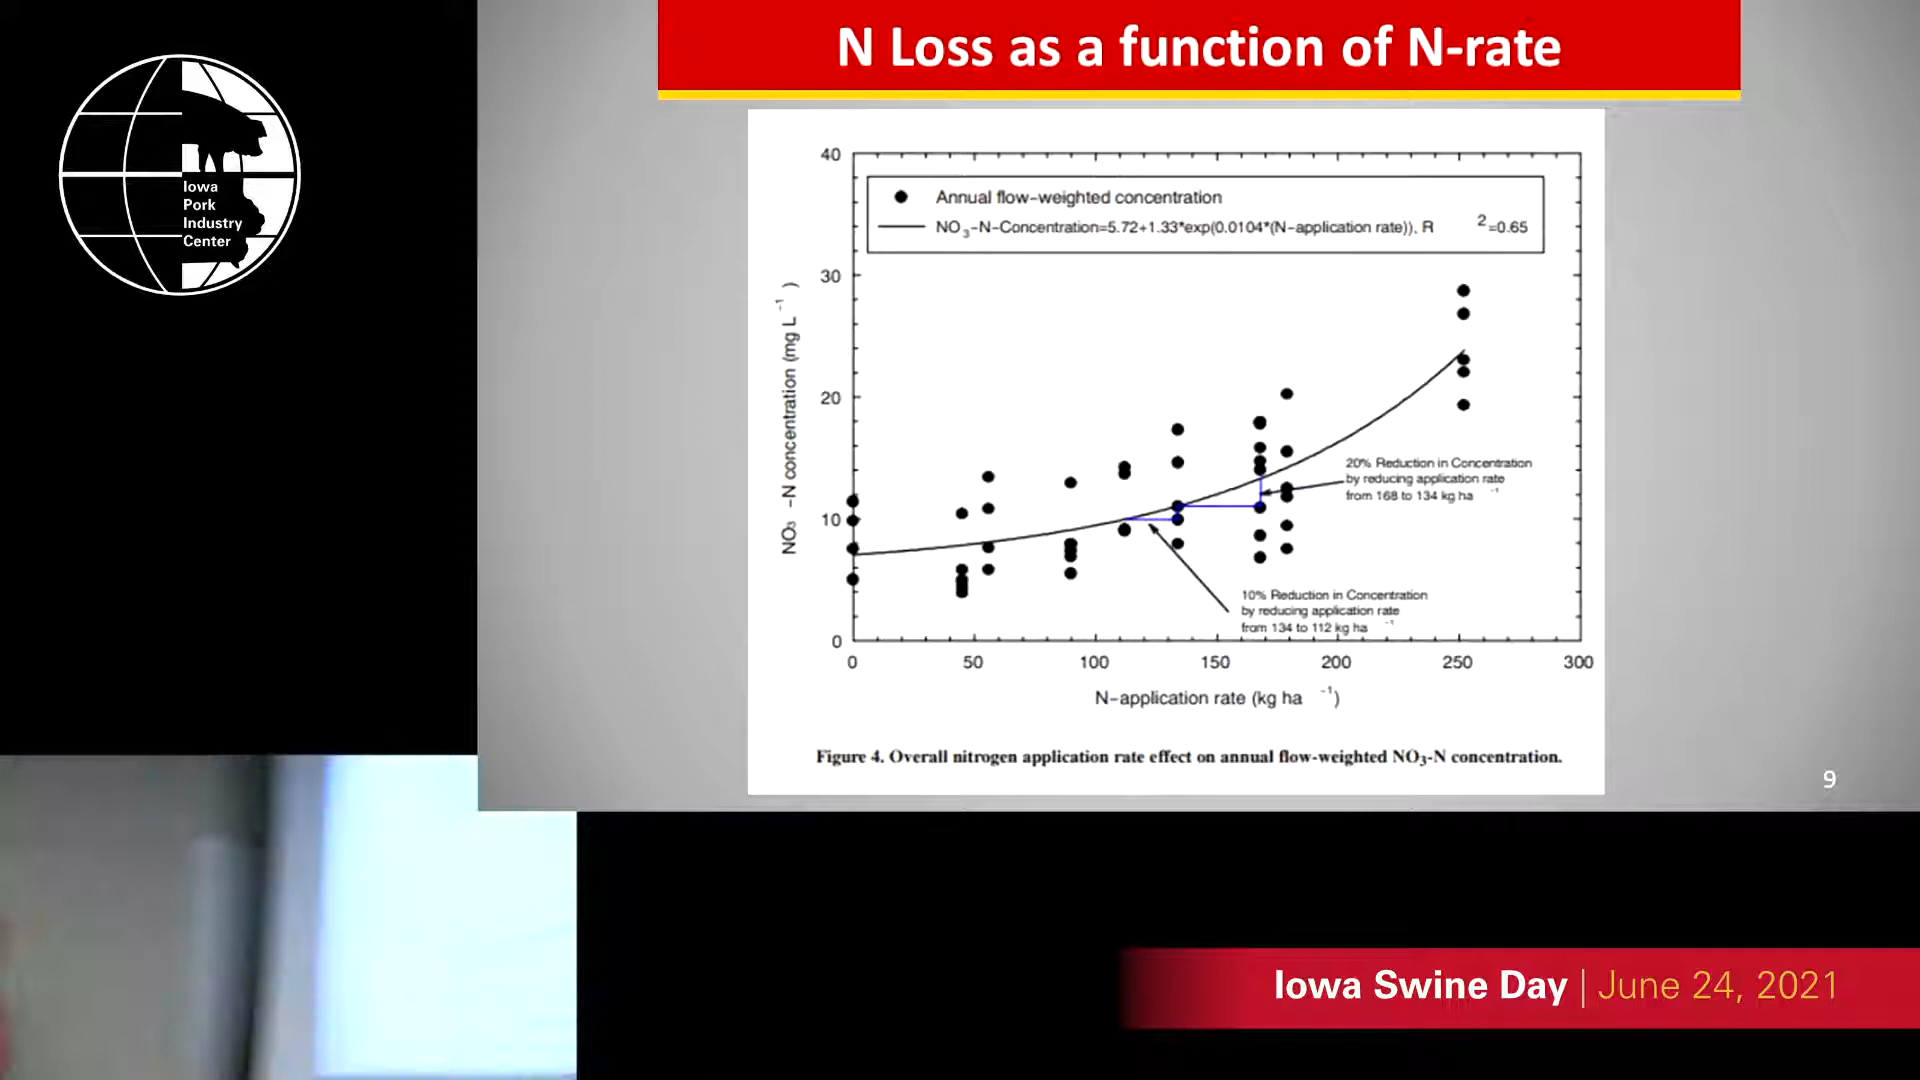 N Loss as a function of N-rate
Iowa
Pork
Industry
Center
40
30
20
10
0
NO₃ -N concentration (mg L⁻¹)
Annual flow-weighted concentration
NO₃-N-Concentration=5.72+1.33*exp(0.0104*(N-application rate)), R ²=0.65
20% Reduction in Concentration
by reducing application rate
from 168 to 134 kg ha⁻¹
10% Reduction in Concentration
by reducing application rate
from 134 to 112 kg ha⁻¹
0 50 100 150 200 250 300
N-application rate (kg ha⁻¹)
Figure 4. Overall nitrogen application rate effect on annual flow-weighted NO₃-N concentration.
9
Iowa Swine Day | June 24, 2021